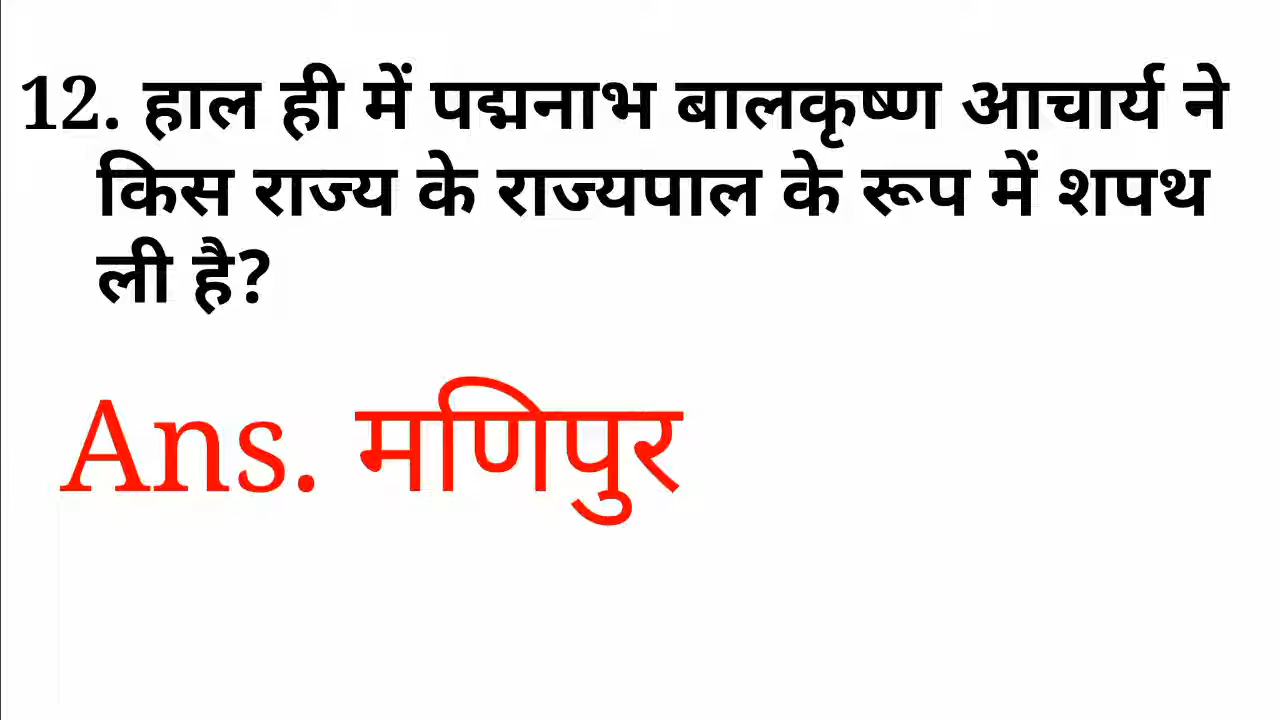 12. हाल ही में पद्मनाभ बालकृष्ण आचार्य ने
किस राज्य के राज्यपाल के रूप में शपथ
ली है?
Ans. मणिपुर